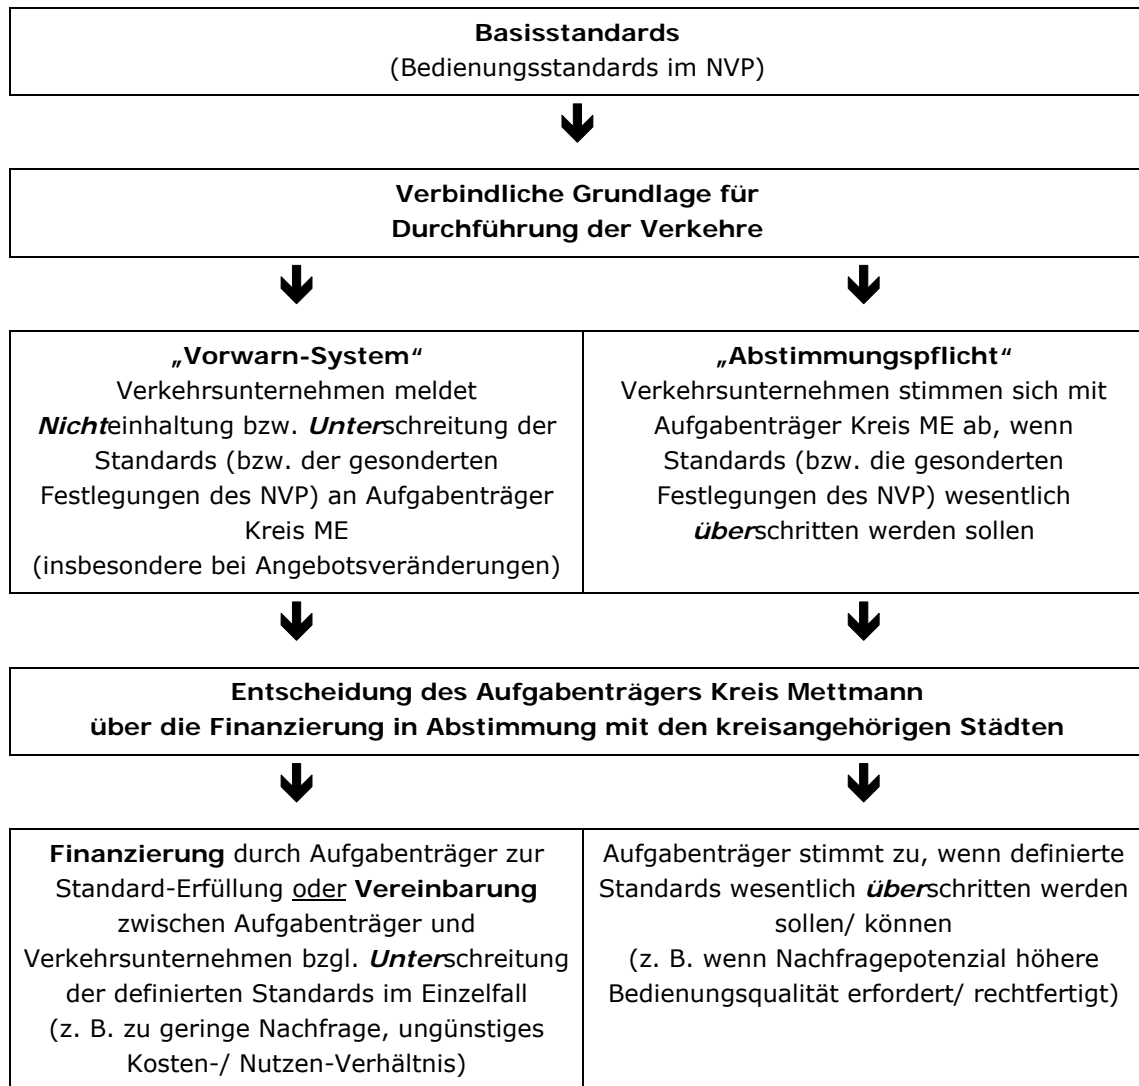 Basisstandards
(Bedienungsstandards im NVP)
Verbindliche Grundlage für
Durchführung der Verkehre
„Vorwarn-System“
Verkehrsunternehmen meldet
Nichteinhaltung bzw. Unterschreitung der
Standards (bzw. der gesonderten
Festlegungen des NVP) an Aufgabenträger
Kreis ME
(insbesondere bei Angebotsveränderungen)
„Abstimmungspflicht“
Verkehrsunternehmen stimmen sich mit
Aufgabenträger Kreis ME ab, wenn
Standards (bzw. die gesonderten
Festlegungen des NVP) wesentlich
überschritten werden sollen
Entscheidung des Aufgabenträgers Kreis Mettmann
über die Finanzierung in Abstimmung mit den kreisangehörigen Städten
Finanzierung durch Aufgabenträger zur
Standard-Erfüllung oder Vereinbarung
zwischen Aufgabenträger und
Verkehrsunternehmen bzgl. Unterschreitung
der definierten Standards im Einzelfall
(z. B. zu geringe Nachfrage, ungünstiges
Kosten-/ Nutzen-Verhältnis)
Aufgabenträger stimmt zu, wenn definierte
Standards wesentlich überschritten werden
sollen/ können
(z. B. wenn Nachfragepotenzial höhere
Bedienungsqualität erfordert/ rechtfertigt)